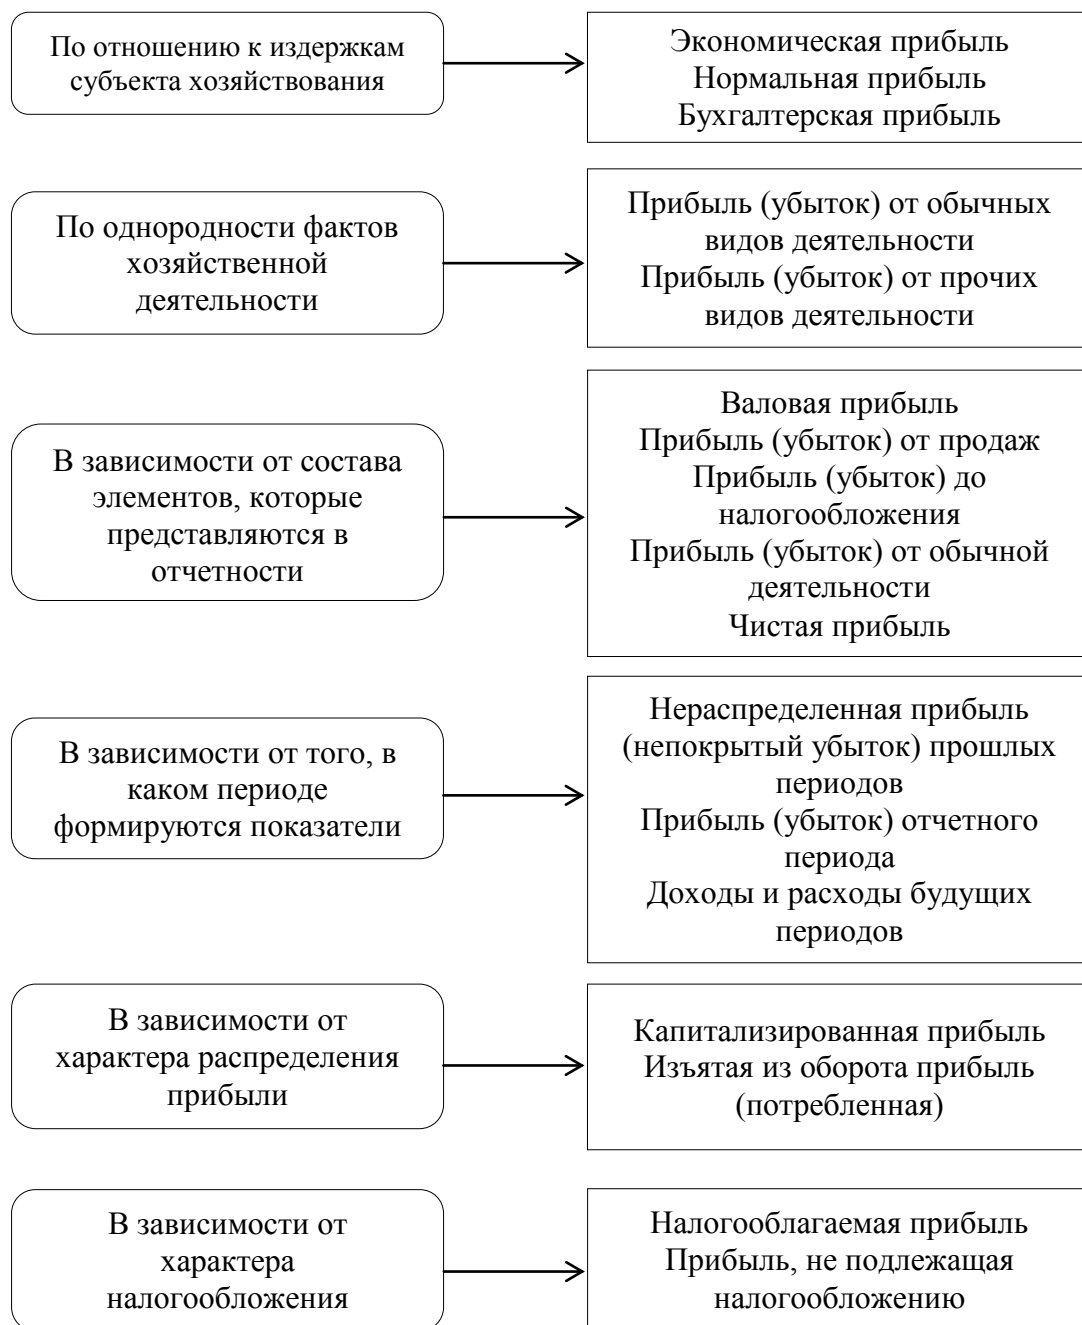 По отношению к издержкам
субъекта хозяйствования
Экономическая прибыль
Нормальная прибыль
Бухгалтерская прибыль
По однородности фактов
хозяйственной
деятельности
Прибыль (убыток) от обычных
видов деятельности
Прибыль (убыток) от прочих
видов деятельности
В зависимости от состава
элементов, которые
представляются в
отчетности
Валовая прибыль
Прибыль (убыток) от продаж
Прибыль (убыток) до
налогообложения
Прибыль (убыток) от обычной
деятельности
Чистая прибыль
В зависимости от того, в
каком периоде
формируются показатели
Нераспределенная прибыль
(непокрытый убыток) прошлых
периодов
Прибыль (убыток) отчетного
периода
Доходы и расходы будущих
периодов
В зависимости от
характера распределения
прибыли
Капитализированная прибыль
Изъятая из оборота прибыль
(потребленная)
В зависимости от
характера
налогообложения
Налогооблагаемая прибыль
Прибыль, не подлежащая
налогообложению